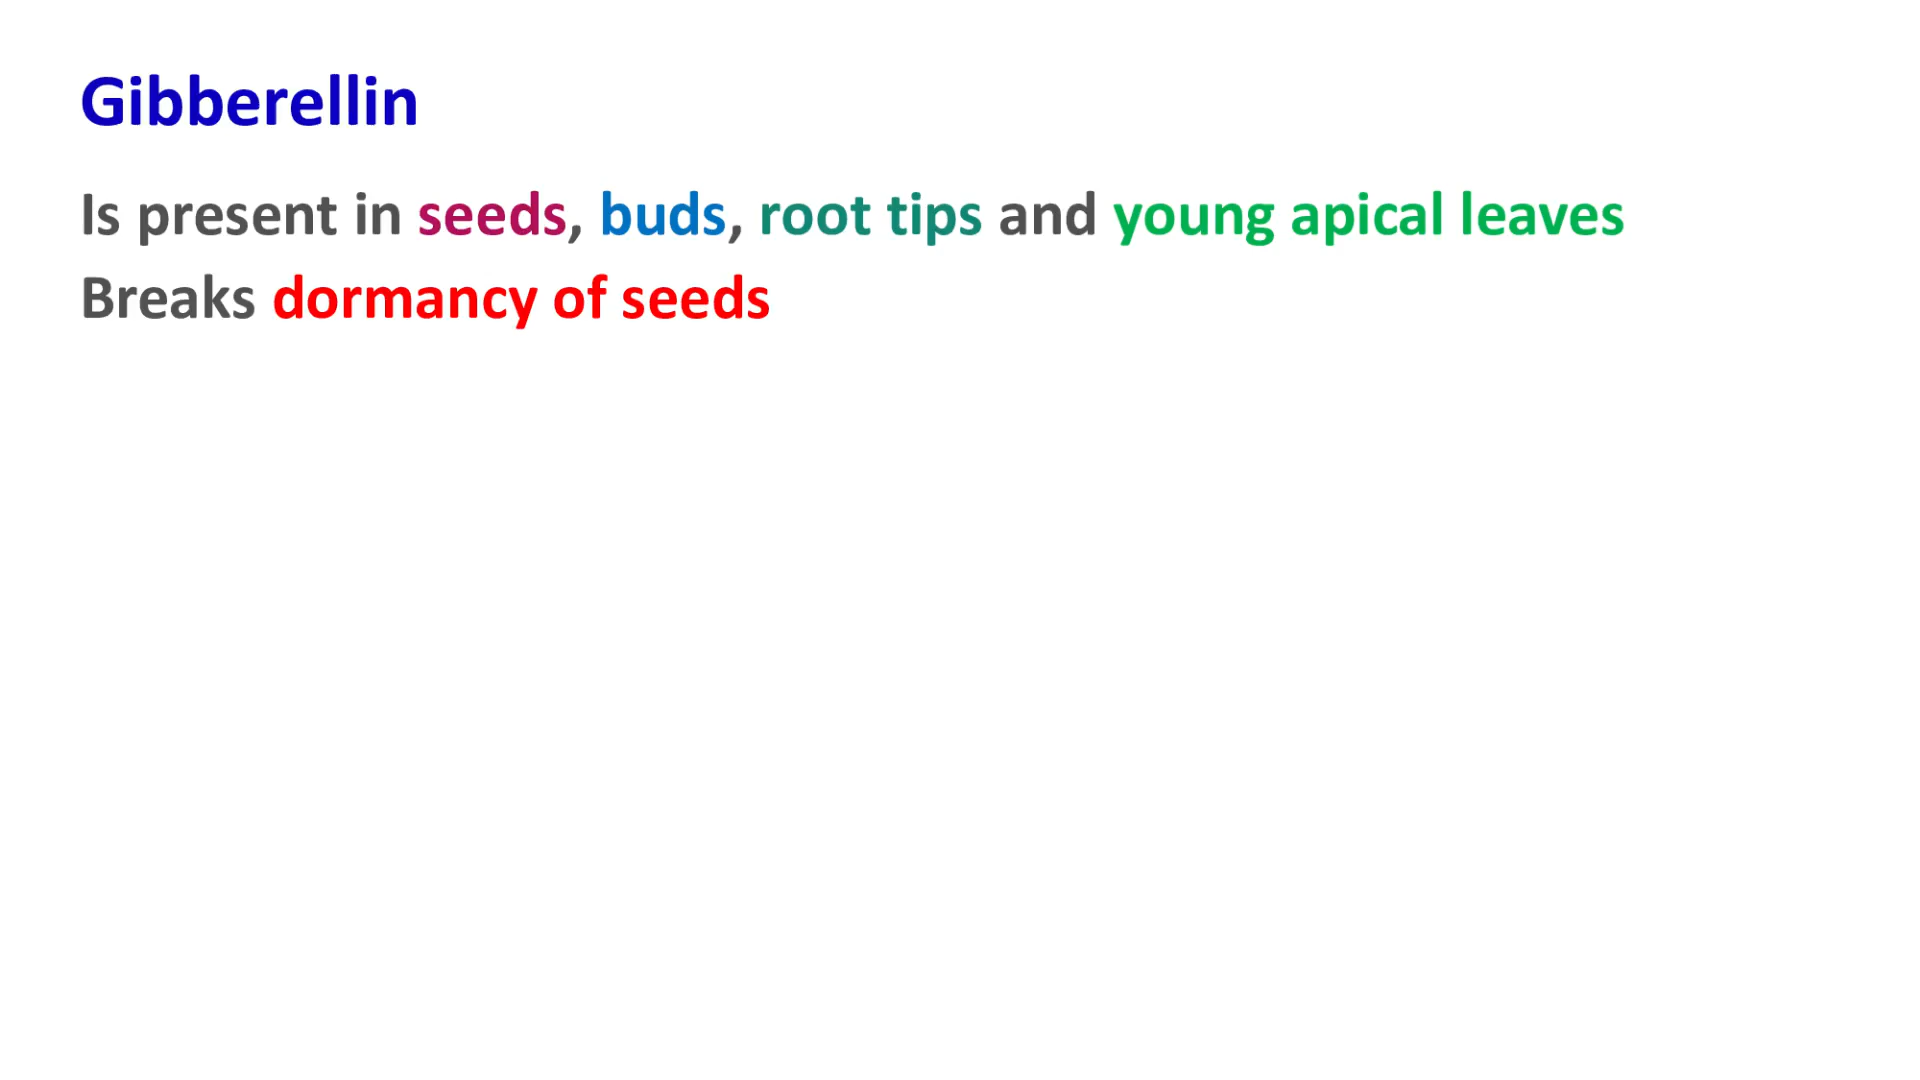 Gibberellin
Is present in seeds, buds, root tips and young apical leaves
Breaks dormancy of seeds